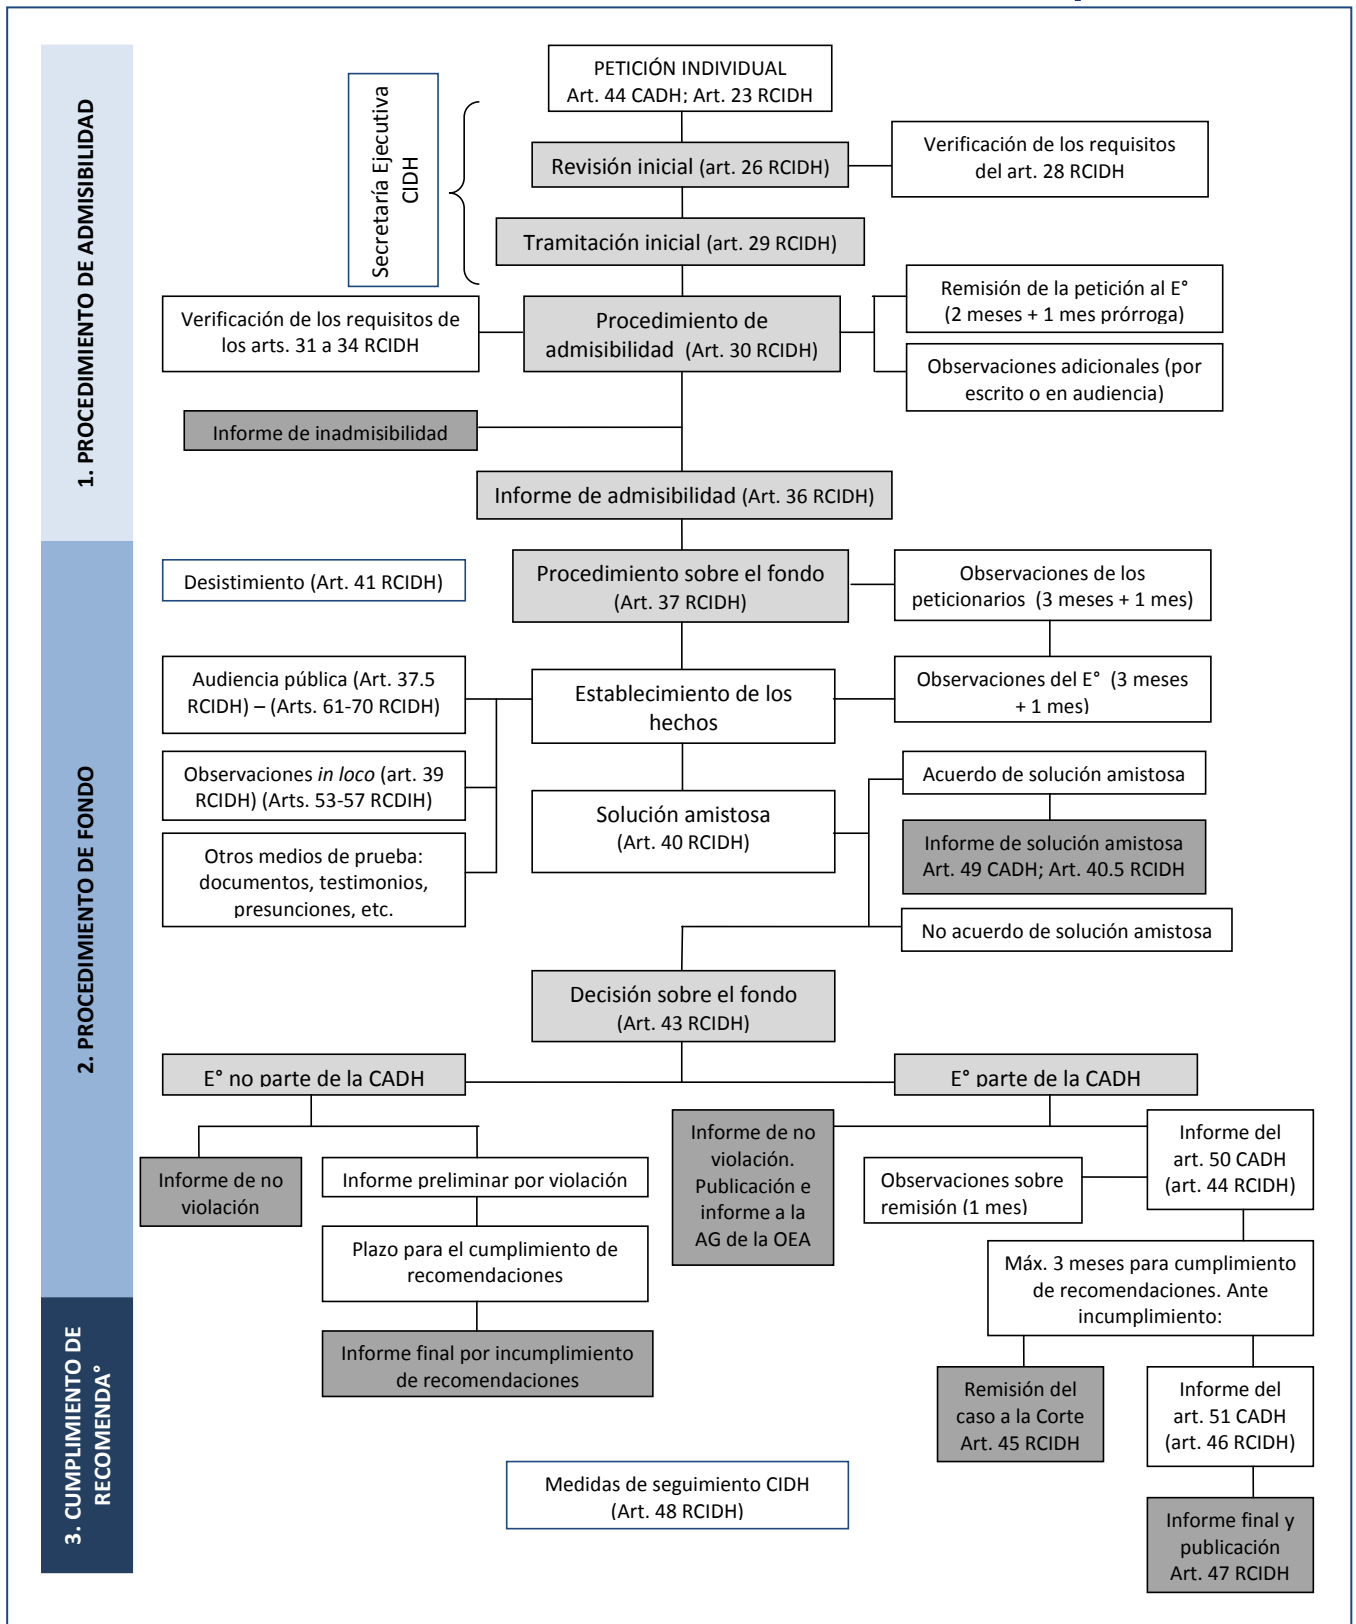 1. PROCEDIMIENTO DE ADMISIBILIDAD
Secretaría Ejecutiva
CIDH
PETICIÓN INDIVIDUAL
Art. 44 CADH; Art. 23 RCIDH
Revisión inicial (art. 26 RCIDH)
Verificación de los requisitos
del art. 28 RCIDH
Tramitación inicial (art. 29 RCIDH)
Verificación de los requisitos de
los arts. 31 a 34 RCIDH
Procedimiento de
admisibilidad (Art. 30 RCIDH)
Remisión de la petición al E°
(2 meses + 1 mes prórroga)
Observaciones adicionales (por
escrito o en audiencia)
Informe de inadmisibilidad
Informe de admisibilidad (Art. 36 RCIDH)
2. PROCEDIMIENTO DE FONDO
Desistimiento (Art. 41 RCIDH)
Procedimiento sobre el fondo
(Art. 37 RCIDH)
Observaciones de los
peticionarios (3 meses + 1 mes)
Audiencia pública (Art. 37.5
RCIDH) – (Arts. 61-70 RCIDH)
Establecimiento de los
hechos
Observaciones del E° (3 meses
+ 1 mes)
Observaciones in loco (art. 39
RCIDH) (Arts. 53-57 RCDIH)
Solución amistosa
(Art. 40 RCIDH)
Acuerdo de solución amistosa
Informe de solución amistosa
Art. 49 CADH; Art. 40.5 RCIDH
Otros medios de prueba:
documentos, testimonios,
presunciones, etc.
No acuerdo de solución amistosa
Decisión sobre el fondo
(Art. 43 RCIDH)
E° no parte de la CADH
E° parte de la CADH
Informe de no
violación
Informe preliminar por violación
Plazo para el cumplimiento de
recomendaciones
Informe de no
violación.
Publicación e
informe a la
AG de la OEA
Observaciones sobre
remisión (1 mes)
Informe del
art. 50 CADH
(art. 44 RCIDH)
Máx. 3 meses para cumplimiento
de recomendaciones. Ante
incumplimiento:
3. CUMPLIMIENTO DE
RECOMENDA°
Informe final por incumplimiento
de recomendaciones
Remisión del
caso a la Corte
Art. 45 RCIDH
Informe del
art. 51 CADH
(art. 46 RCIDH)
Medidas de seguimiento CIDH
(Art. 48 RCIDH)
Informe final y
publicación
Art. 47 RCIDH